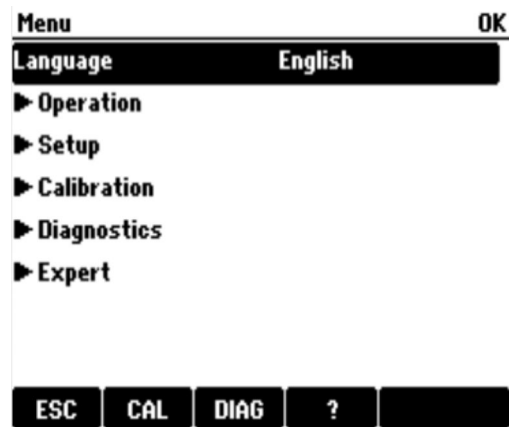 Menu OK
Language English
Operation
Setup
Calibration
Diagnostics
Expert
ESC CAL DIAG ?